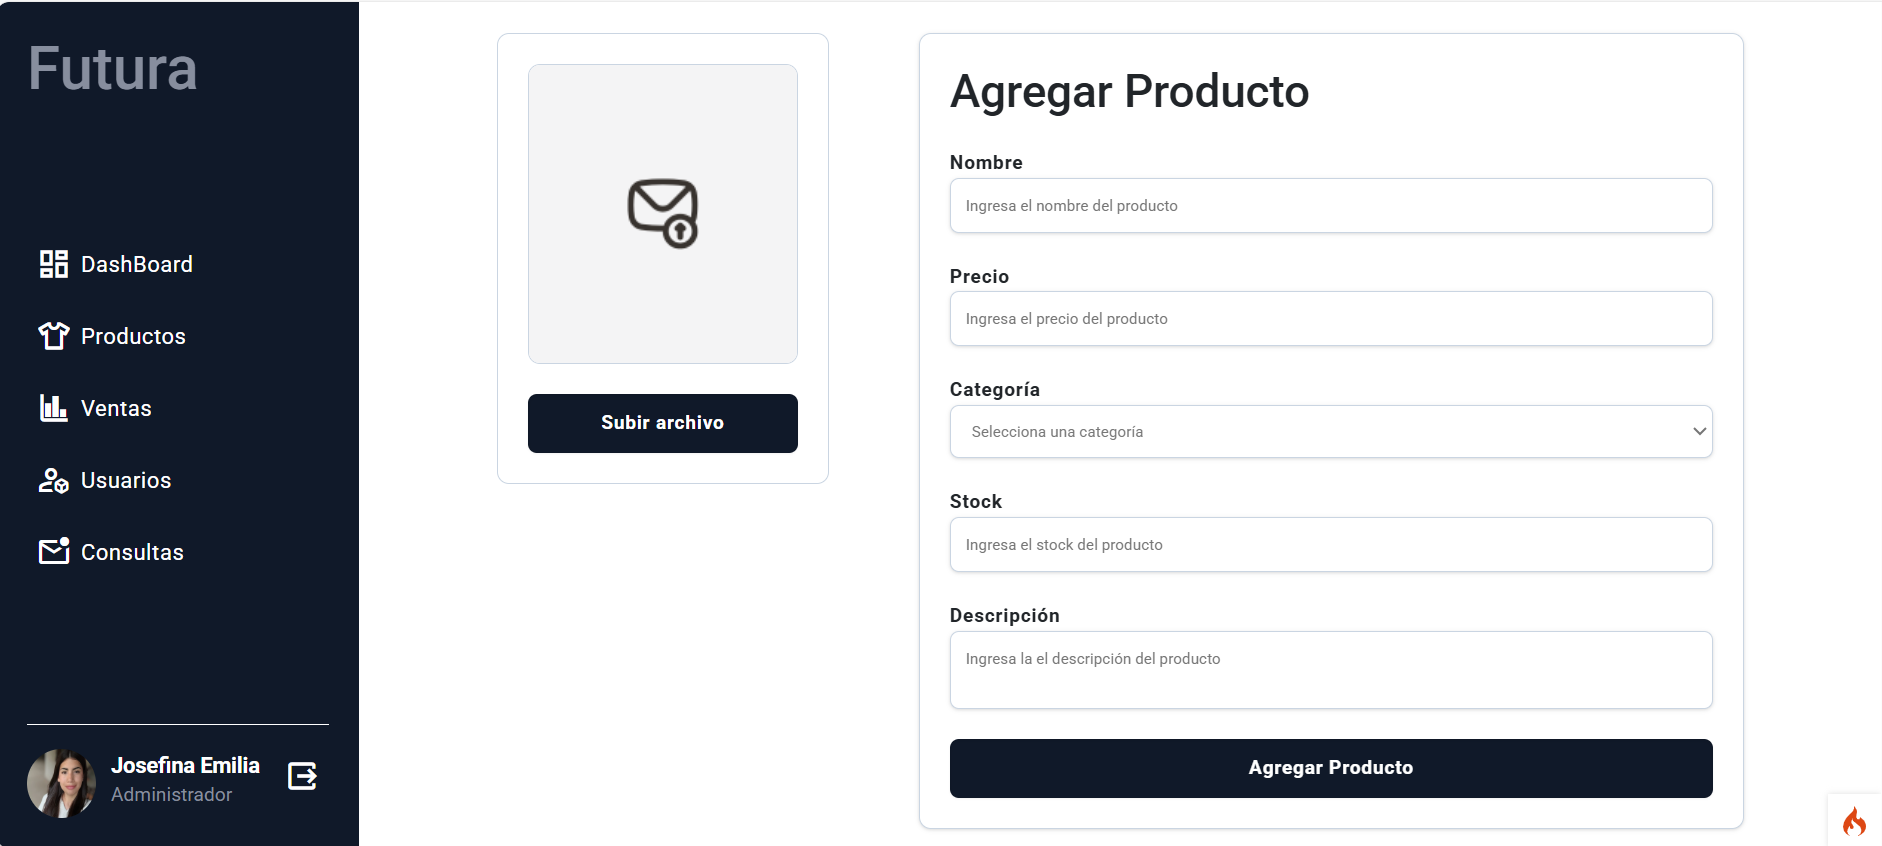 Futura
DashBoard
Productos
Ventas
Usuarios
Consultas
Josefina Emilia
Administrador
Subir archivo
Agregar Producto
Nombre
Ingresa el nombre del producto
Precio
Ingresa el precio del producto
Categoría
Selecciona una categoría
Stock
Ingresa el stock del producto
Descripción
Ingresa la el descripción del producto
Agregar Producto